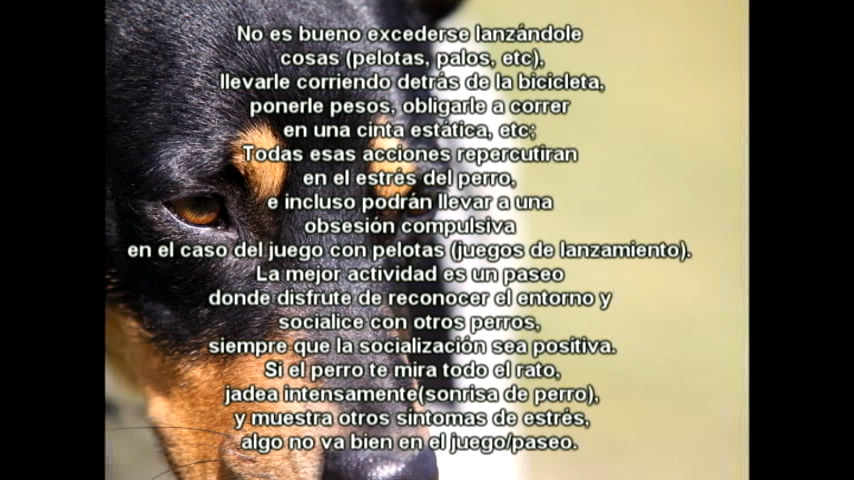 No es bueno excederse lanzándole
cosas (pelotas, palos, etc),
llevarle corriendo detrás de la bicicleta,
ponerle pesos, obligarle a correr
en una cinta estática, etc;
Todas esas acciones repercutiran
en el estrés del perro,
e incluso podrán llevar a una
obsesión compulsiva
en el caso del juego con pelotas (juegos de lanzamiento).
La mejor actividad es un paseo
donde disfrute de reconocer el entorno y
socialice con otros perros,
siempre que la socialización sea positiva.
Si el perro te mira todo el rato,
jadea intensamente(sonrisa de perro),
y muestra otros síntomas de estrés,
algo no va bien en el juego/paseo.